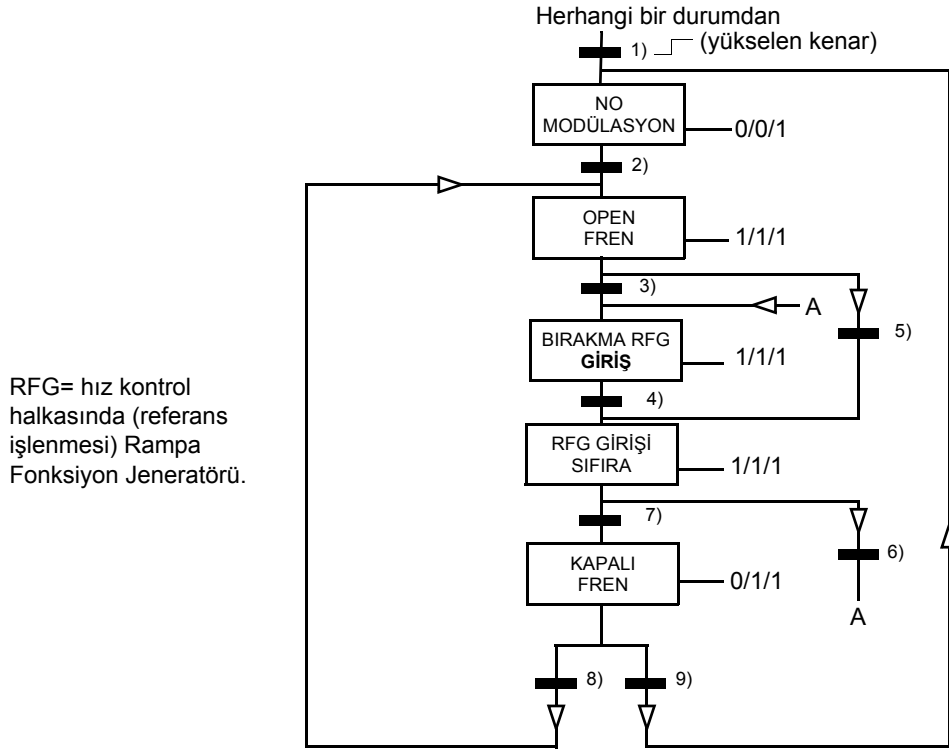 Herhangi bir durumdan
1) (yükselen kenar)
NO
MODÜLASYON
0/0/1
2)
OPEN
FREN
1/1/1
3)
A
5)
BIRAKMA RFG
GİRİŞ
1/1/1
4)
RFG= hız kontrol
halkasında (referans
işlenmesi) Rampa
Fonksiyon Jeneratörü.
RFG GİRİŞİ
SIFIRA
1/1/1
7)
6)
KAPALI
FREN
0/1/1
A
8)
9)